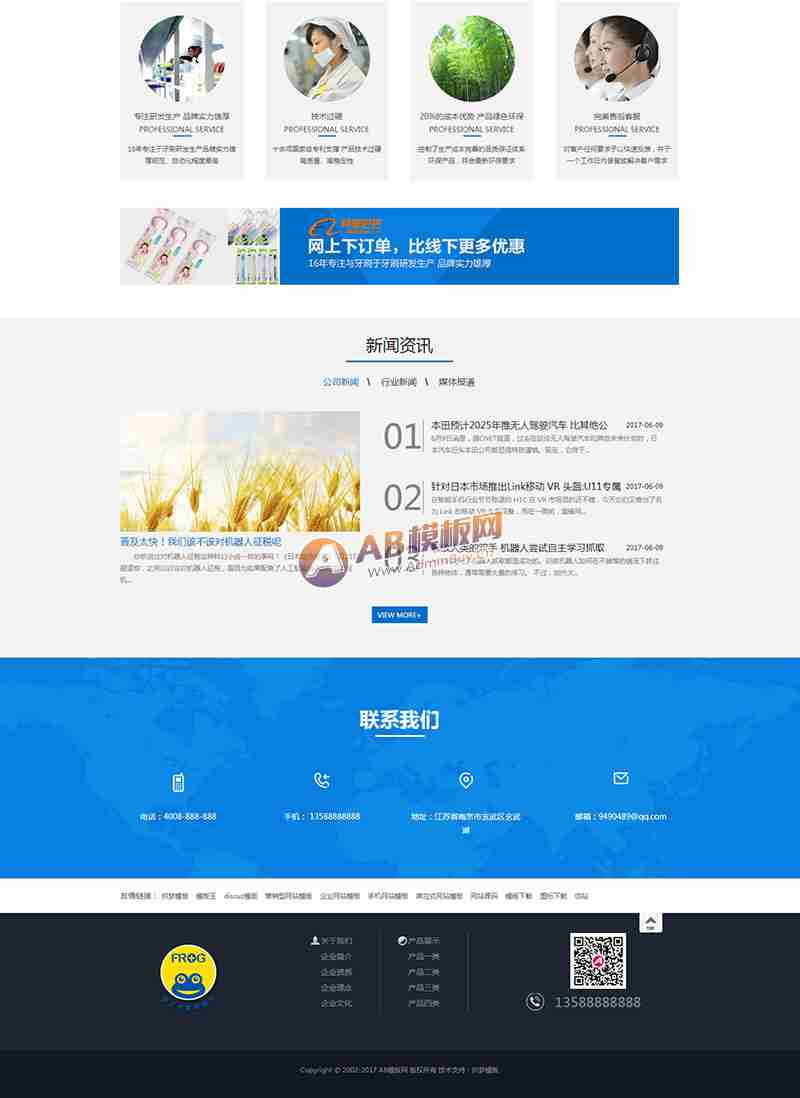 专注研发生产 品牌实力雄厚
PROFESSIONAL SERVICE
16年专注于牙刷研发生产品牌实力雄
厚规范、自动化程度最高
技术过硬
PROFESSIONAL SERVICE
十余项国家级专利支撑 产品技术过硬
高质量、高稳定性
20%的成本优势 产品绿色环保
PROFESSIONAL SERVICE
控制了生产成本完美的品质保证体系
环保产品，符合最新环保要求
完美售后客服
PROFESSIONAL SERVICE
对客户任何要求予以快速反馈，并于
一个工作日内保留或解决客户需求
阿里巴巴
网上下订单，比线下更多优惠
16年专注与牙刷于牙刷研发生产 品牌实力雄厚
新闻资讯
公司新闻 \ 行业新闻 \ 媒体报道
普及太快！我们该不该对机器人征税呢
01
本田预计2025年推无人驾驶汽车 比其他公
2017-06-09
02
针对日本市场推出Link移动 VR 头盔:U11专属
2017-06-09
机器人尝试自主学习抓取
2017-06-09
AB模板网
www.adminbuy.cn
VIEW MORE+
联系我们
电话：4008-888-888
手机： 13588888888
地址：江苏省南京市玄武区玄武
湖
邮箱：9490489@qq.com
友情链接： 织梦模板 模板王 discuz模板 营销型网站模板 企业网站模板 手机网站模板 响应式网站模板 网站源码 模板下载 图标下载 仿站
TOP
FROG
关于我们
企业简介
企业资质
企业理念
企业文化
产品展示
产品一类
产品二类
产品三类
产品四类
13588888888
Copyright © 2002-2017 AB模板网 版权所有 技术支持：织梦模板